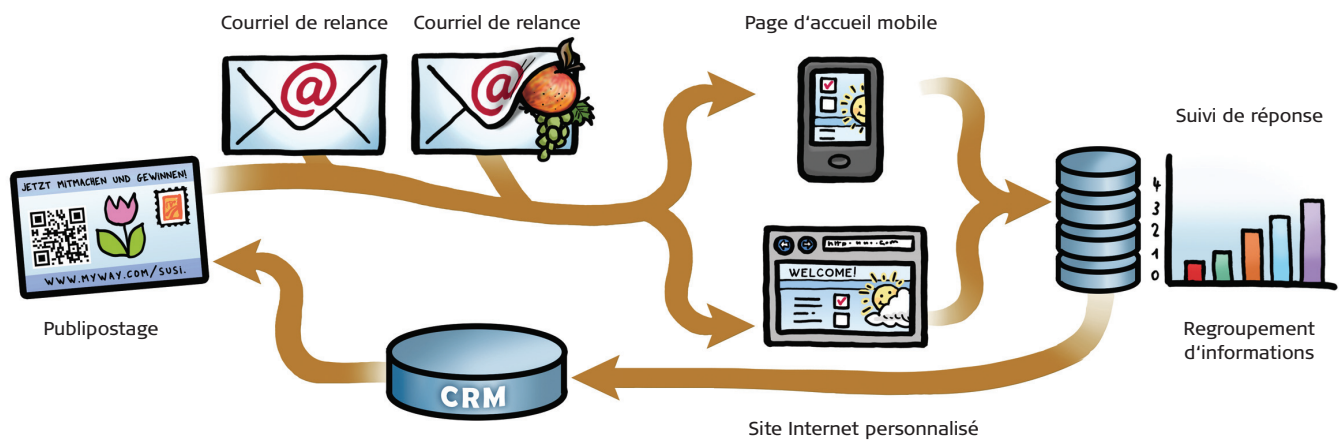 Courriel de relance
Courriel de relance
Page d‘accueil mobile
Suivi de réponse
JETZT MITMACHEN UND GEWINNEN!
WWW.MYWAY.COM/SUSI.
WELCOME!
4
3
2
1
0
Publipostage
CRM
Regroupement
d‘informations
Site Internet personnalisé